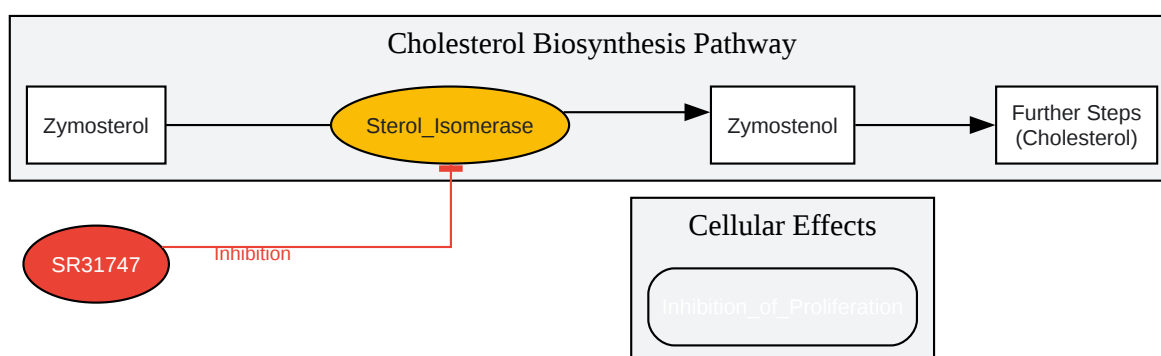 Cholesterol Biosynthesis Pathway
Zymosterol
Sterol_Isomerase
Zymostenol
Further Steps
(Cholesterol)
SR31747
Inhibition
Cellular Effects
Inhibition_of_Proliferation